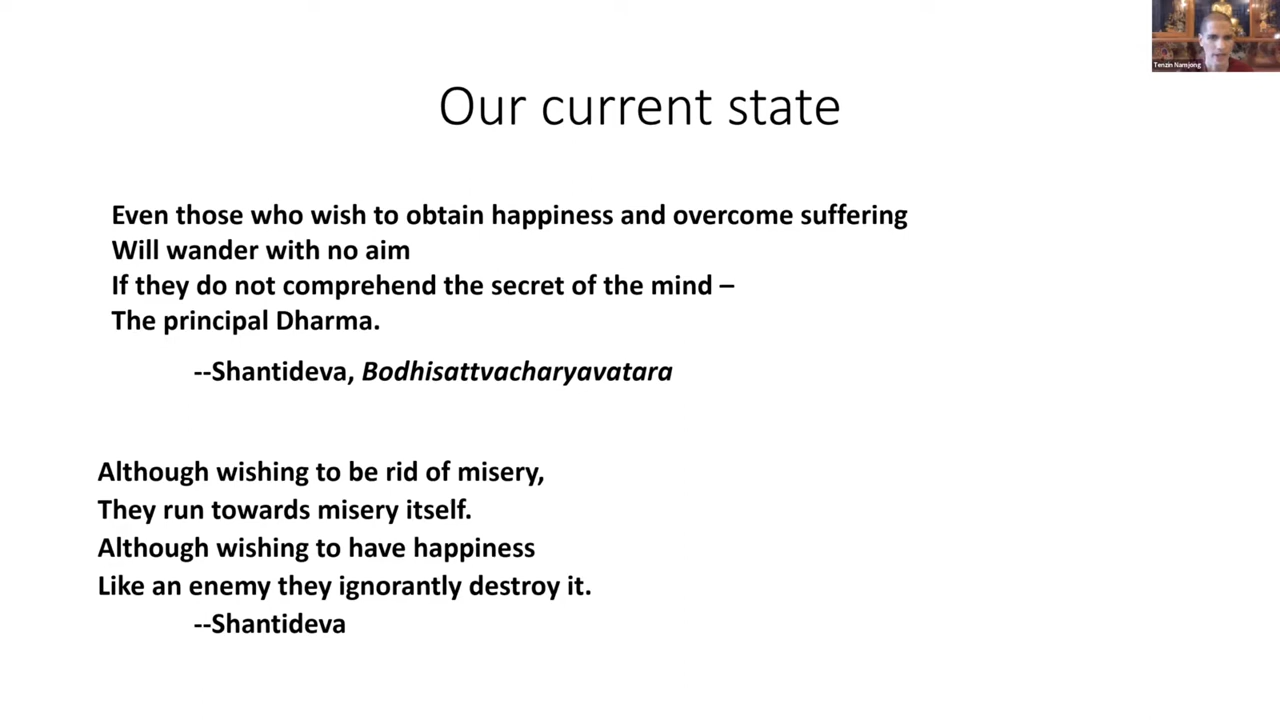 Tenzin Namjong
Our current state
Even those who wish to obtain happiness and overcome suffering
Will wander with no aim
If they do not comprehend the secret of the mind –
The principal Dharma.
--Shantideva, Bodhisattvacharyavatara
Although wishing to be rid of misery,
They run towards misery itself.
Although wishing to have happiness
Like an enemy they ignorantly destroy it.
--Shantideva